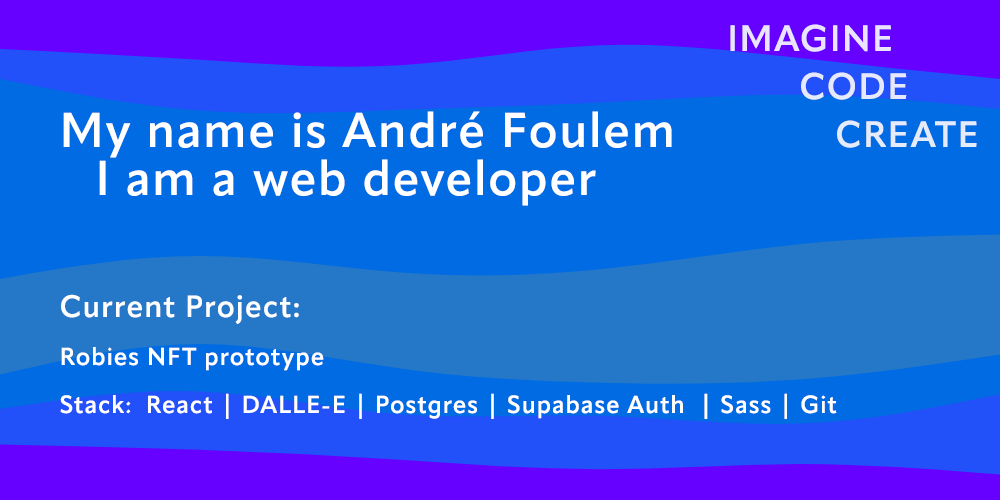 IMAGINE
CODE
CREATE
My name is André Foulem
I am a web developer
Current Project:
Robies NFT prototype
Stack: React | DALLE-E | Postgres | Supabase Auth | Sass | Git